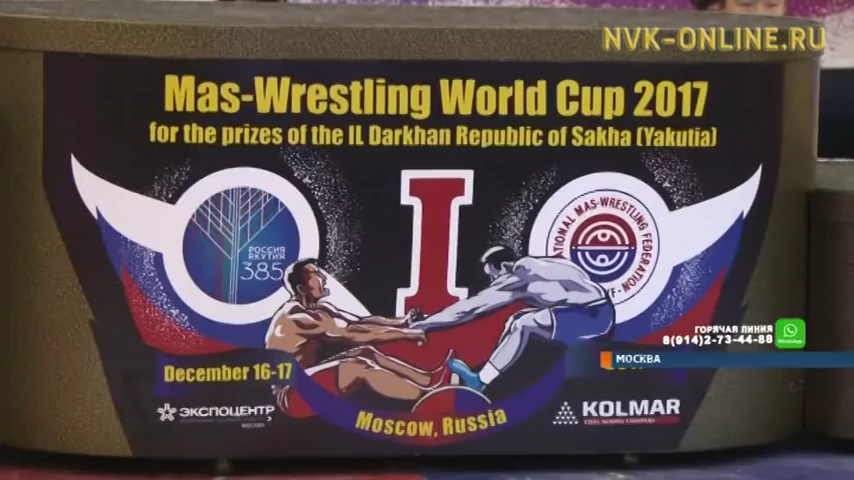 NVK-ONLINE.RU
Mas-Wrestling World Cup 2017
for the prizes of the IL Darkhan Republic of Sakha (Yakutia)
I
РОССИЯ
ЯКУТИЯ
385
MAS-WRESTLING FEDERATION
ГОРЯЧАЯ ЛИНИЯ
8(914)2-73-44-88
WhatsApp
МОСКВА
December 16-17
ЭКСПОЦЕНТР
МОСКВА
Moscow, Russia
KOLMAR